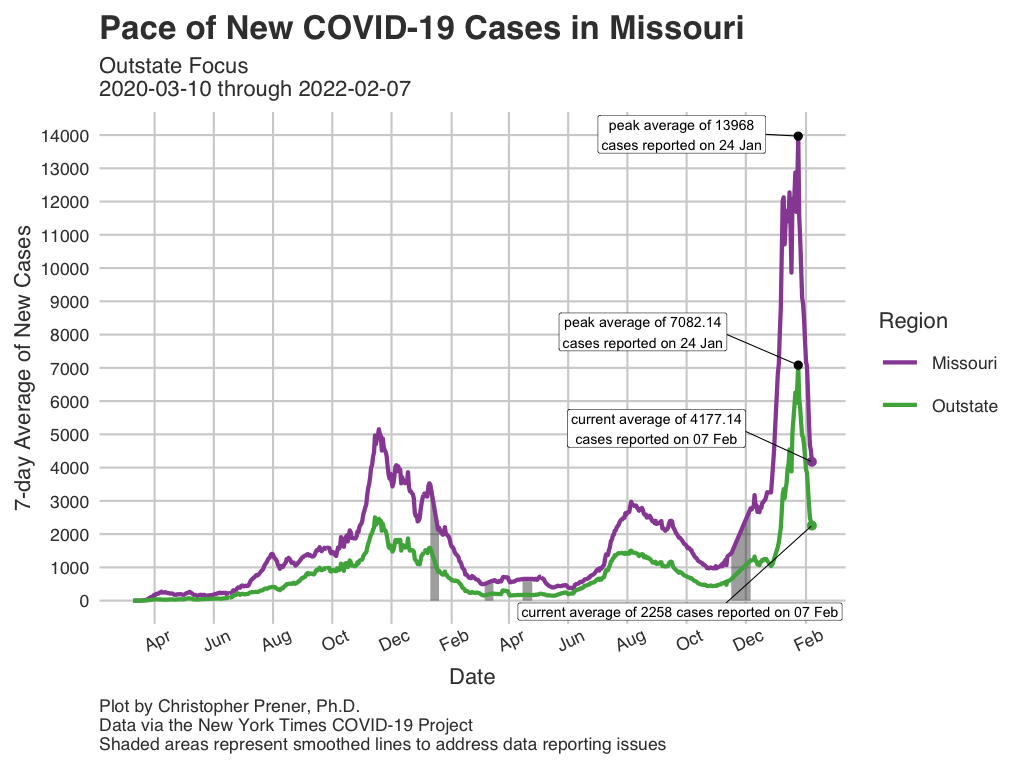 Pace of New COVID-19 Cases in Missouri
Outstate Focus
2020-03-10 through 2022-02-07
7-day Average of New Cases
14000
13000
12000
11000
10000
9000
8000
7000
6000
5000
4000
3000
2000
1000
0
peak average of 13968
cases reported on 24 Jan
peak average of 7082.14
cases reported on 24 Jan
current average of 4177.14
cases reported on 07 Feb
current average of 2258 cases reported on 07 Feb
Region
Missouri
Outstate
Apr Jun Aug Oct Dec Feb Apr Jun Aug Oct Dec Feb
Date
Plot by Christopher Prener, Ph.D.
Data via the New York Times COVID-19 Project
Shaded areas represent smoothed lines to address data reporting issues